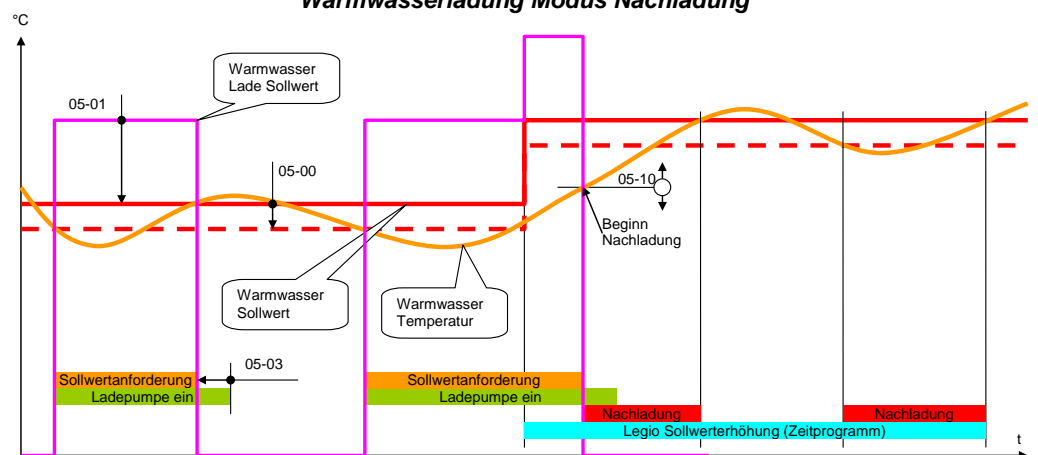 Warmwasserladung Modus Nachladung
°C
Warmwasser
Lade Sollwert
05-01
05-00
05-10
Beginn
Nachladung
Warmwasser
Sollwert
Warmwasser
Temperatur
05-03
Sollwertanforderung
Sollwertanforderung
Ladepumpe ein
Ladepumpe ein
Nachladung
Nachladung
Legio Sollwerterhöhung (Zeitprogramm)
t